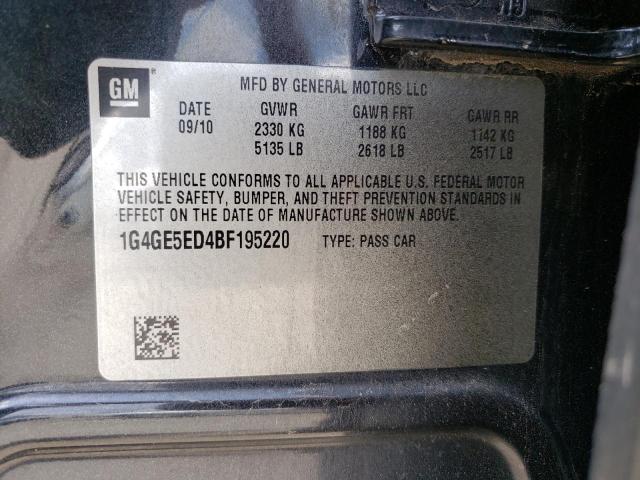 GM
MFD BY GENERAL MOTORS LLC
DATE GVWR GAWR FRT GAWR RR
09/10 2330 KG 1188 KG 1142 KG
5135 LB 2618 LB 2517 LB
THIS VEHICLE CONFORMS TO ALL APPLICABLE U.S. FEDERAL MOTOR
VEHICLE SAFETY, BUMPER, AND THEFT PREVENTION STANDARDS IN
EFFECT ON THE DATE OF MANUFACTURE SHOWN ABOVE.
1G4GE5ED4BF195220 TYPE: PASS CAR